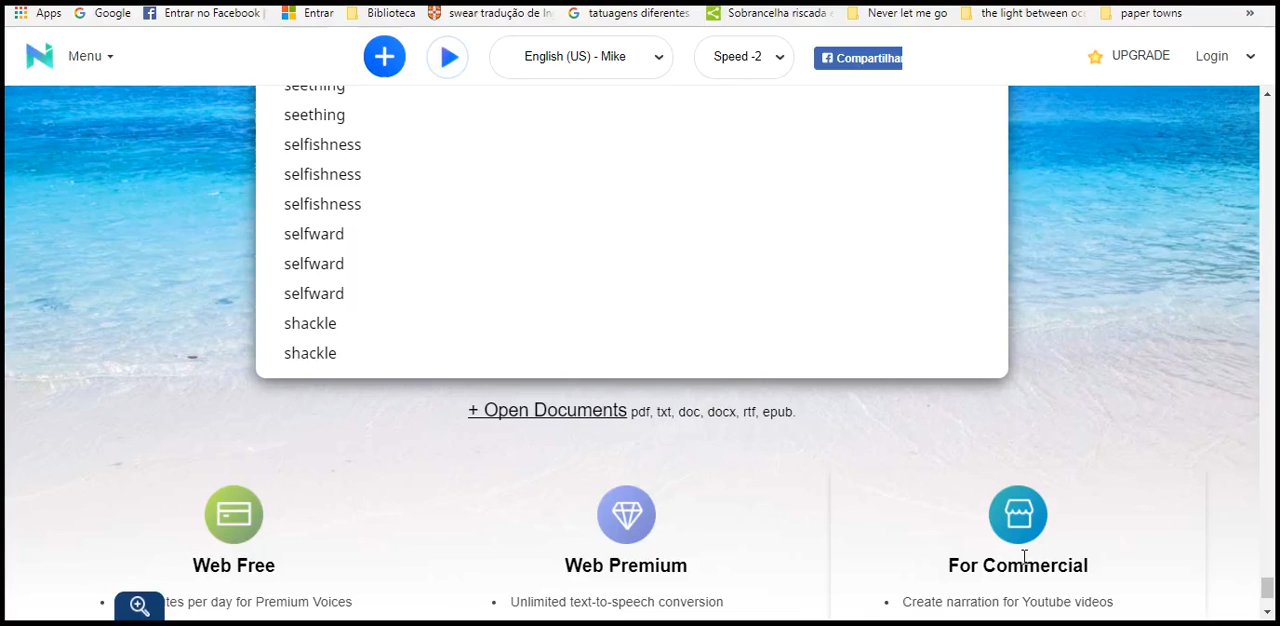 Apps Google Entrar no Facebook Entrar Biblioteca swear tradução de In tatuagens diferentes Sobrancelha riscada Never let me go the light between oce paper towns »
Menu English (US) - Mike Speed -2 Compartilhar UPGRADE Login
seething
seething
selfishness
selfishness
selfishness
selfward
selfward
selfward
shackle
shackle
+ Open Documents pdf, txt, doc, docx, rtf, epub.
Web Free Web Premium For Commercial
• tes per day for Premium Voices • Unlimited text-to-speech conversion • Create narration for Youtube videos